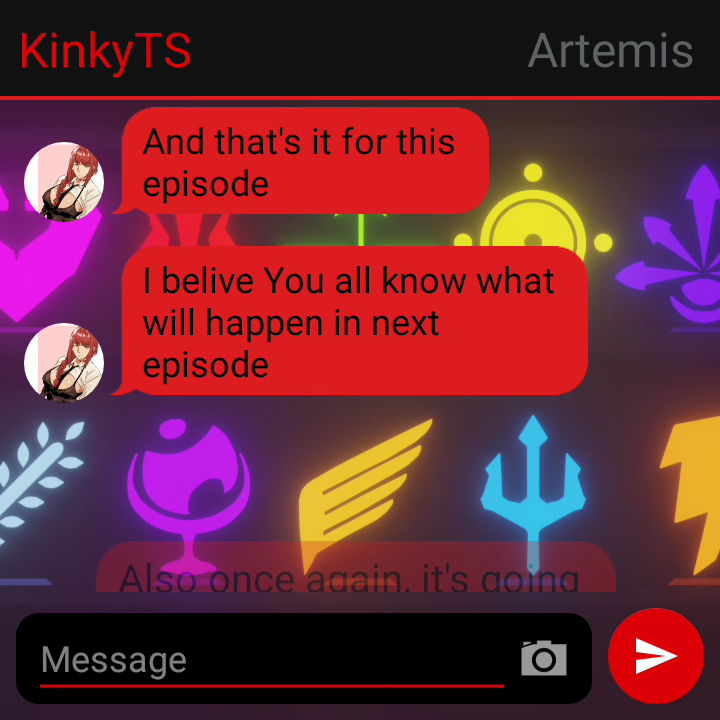 KinkyTS Artemis
And that's it for this
episode
I belive You all know what
will happen in next
episode
Also once again, it's going
Message